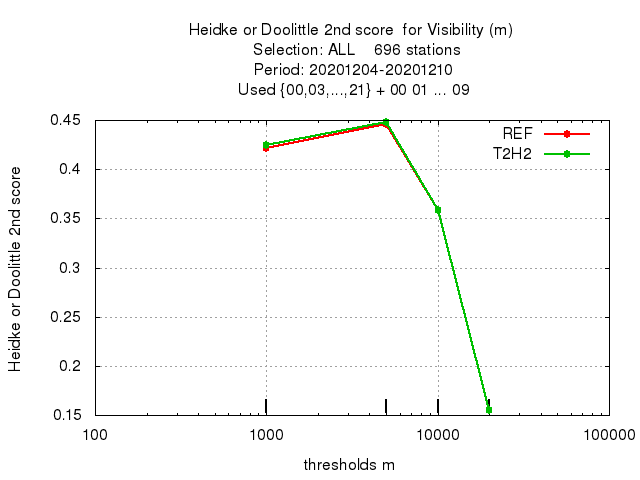 Heidke or Doolittle 2nd score  for Visibility (m)
Selection: ALL    696 stations
Period: 20201204-20201210
Used {00,03,...,21} + 00 01 ... 09
REF
T2H2
Heidke or Doolittle 2nd score
0.45
0.4
0.35
0.3
0.25
0.2
0.15
100 1000 10000 100000
thresholds m